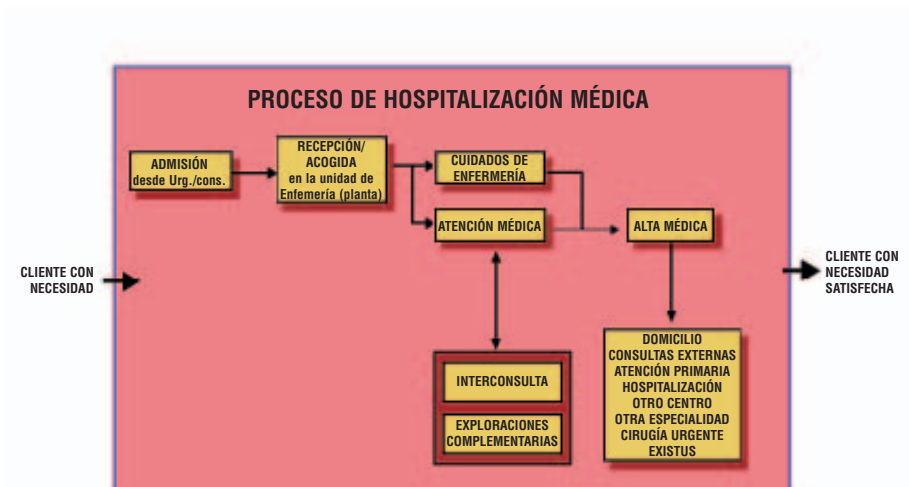 PROCESO DE HOSPITALIZACIÓN MÉDICA
ADMISIÓN
desde Urg./cons.
RECEPCIÓN/
ACOGIDA
en la unidad de
Enfemería (planta)
CUIDADOS DE
ENFERMERÍA
ATENCIÓN MÉDICA
ALTA MÉDICA
CLIENTE CON
NECESIDAD
CLIENTE CON
NECESIDAD
SATISFECHA
INTERCONSULTA
EXPLORACIONES
COMPLEMENTARIAS
DOMICILIO
CONSULTAS EXTERNAS
ATENCIÓN PRIMARIA
HOSPITALIZACIÓN
OTRO CENTRO
OTRA ESPECIALIDAD
CIRUGÍA URGENTE
EXISTUS